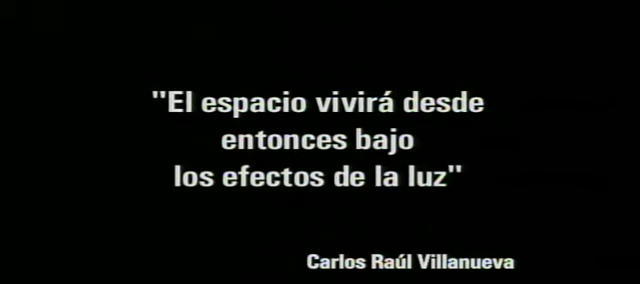 "El espacio vivirá desde
entonces bajo
los efectos de la luz"
Carlos Raúl Villanueva